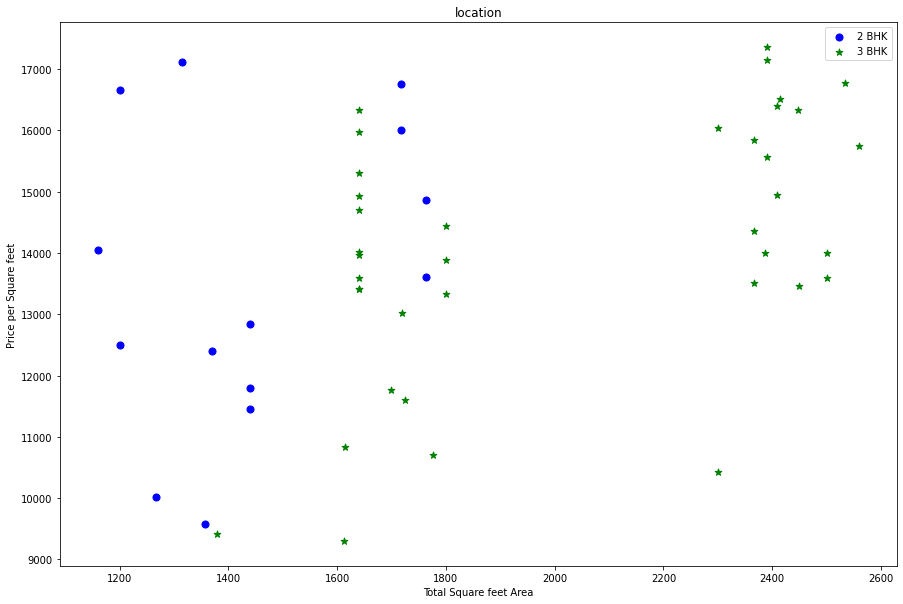 location
2 BHK
3 BHK
Price per Square feet
17000
16000
15000
14000
13000
12000
11000
10000
9000
1200 1400 1600 1800 2000 2200 2400 2600
Total Square feet Area